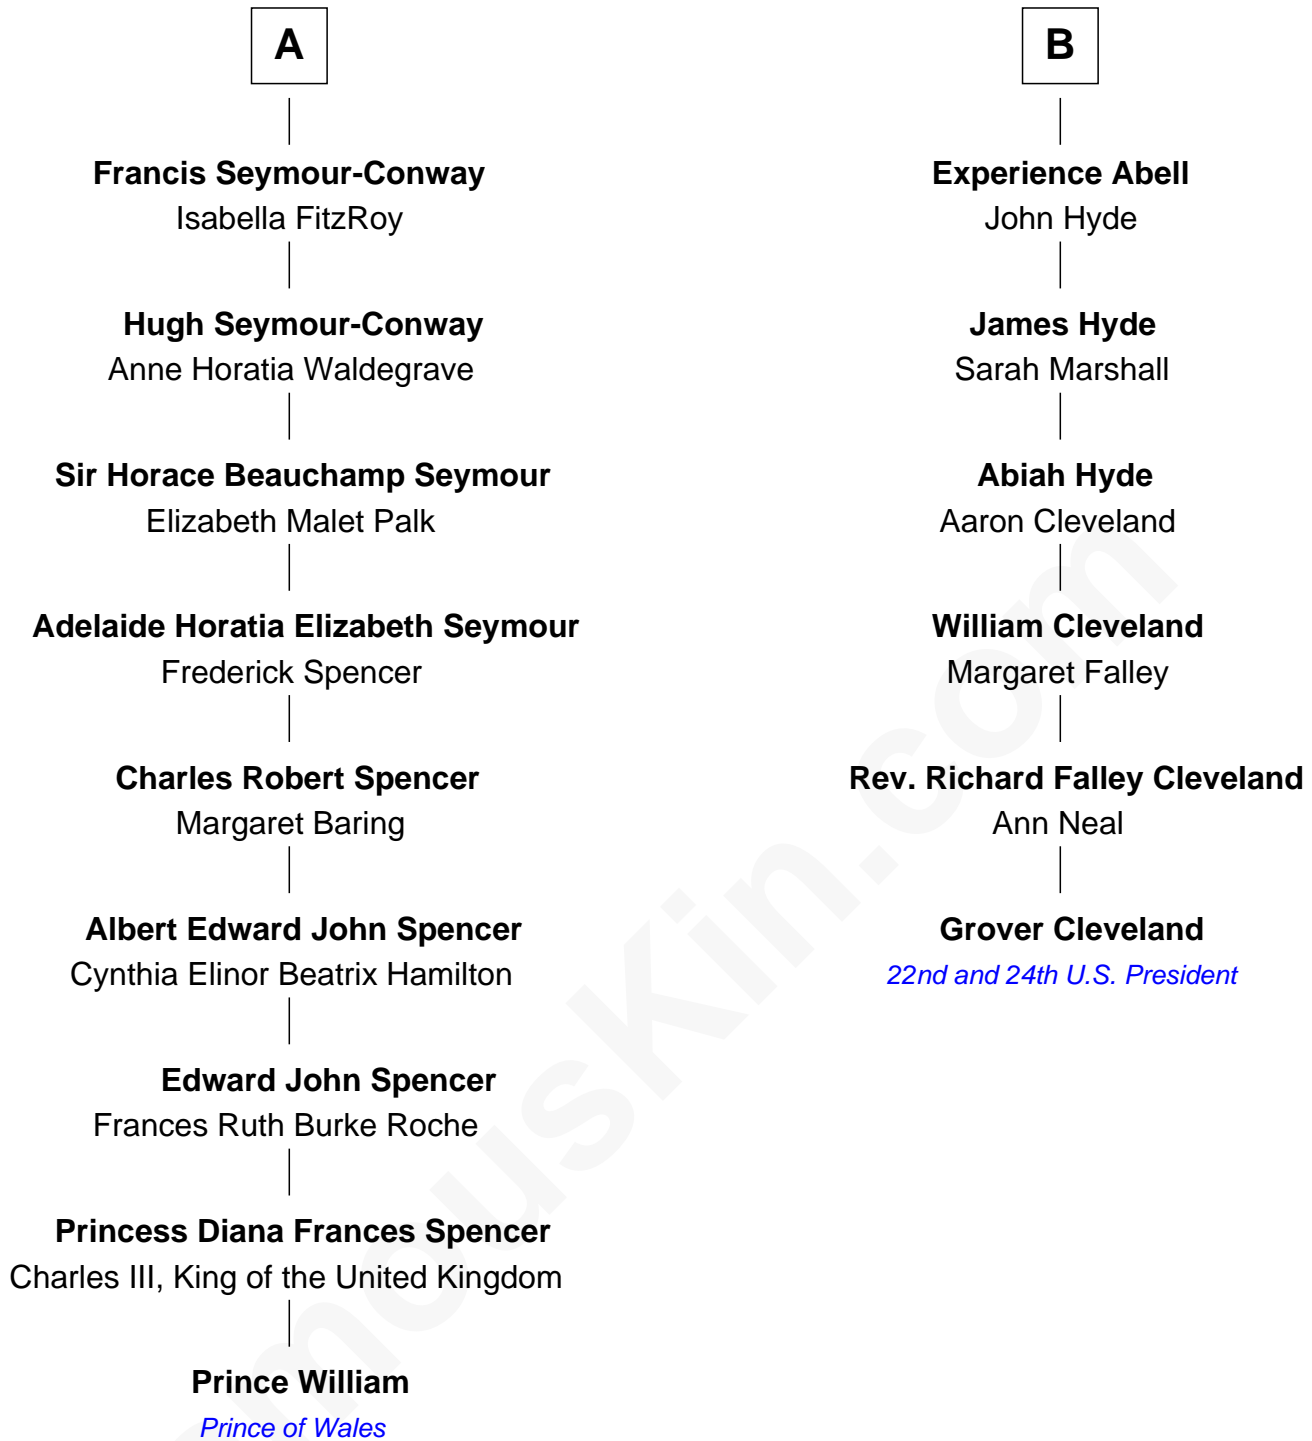 A
Francis Seymour-Conway
Isabella FitzRoy
Hugh Seymour-Conway
Anne Horatia Waldegrave
Sir Horace Beauchamp Seymour
Elizabeth Malet Palk
Adelaide Horatia Elizabeth Seymour
Frederick Spencer
Charles Robert Spencer
Margaret Baring
Albert Edward John Spencer
Cynthia Elinor Beatrix Hamilton
Edward John Spencer
Frances Ruth Burke Roche
Princess Diana Frances Spencer
Charles III, King of the United Kingdom
Prince William
Prince of Wales
B
Experience Abell
John Hyde
James Hyde
Sarah Marshall
Abiah Hyde
Aaron Cleveland
William Cleveland
Margaret Falley
Rev. Richard Falley Cleveland
Ann Neal
Grover Cleveland
22nd and 24th U.S. President
mouskin.com